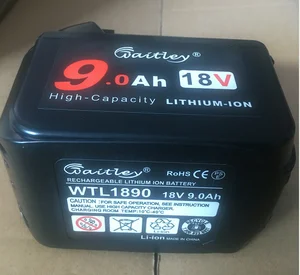 Waitley®
9.0Ah 18V
High-Capacity LITHIUM-ION
Waitley® RoHS CE
RECHARGEABLE LITHIUM ION BATTERY
WTL1890 18V 9.0Ah
CAUTION: FOR SAFE OPERATION, SEE INSTRUCTION
MANUAL. USE HIGH CAPACITY CHARGER.
CHARGING ROOM TEMP:10℃-40℃
Li-ion MADE IN CHINA